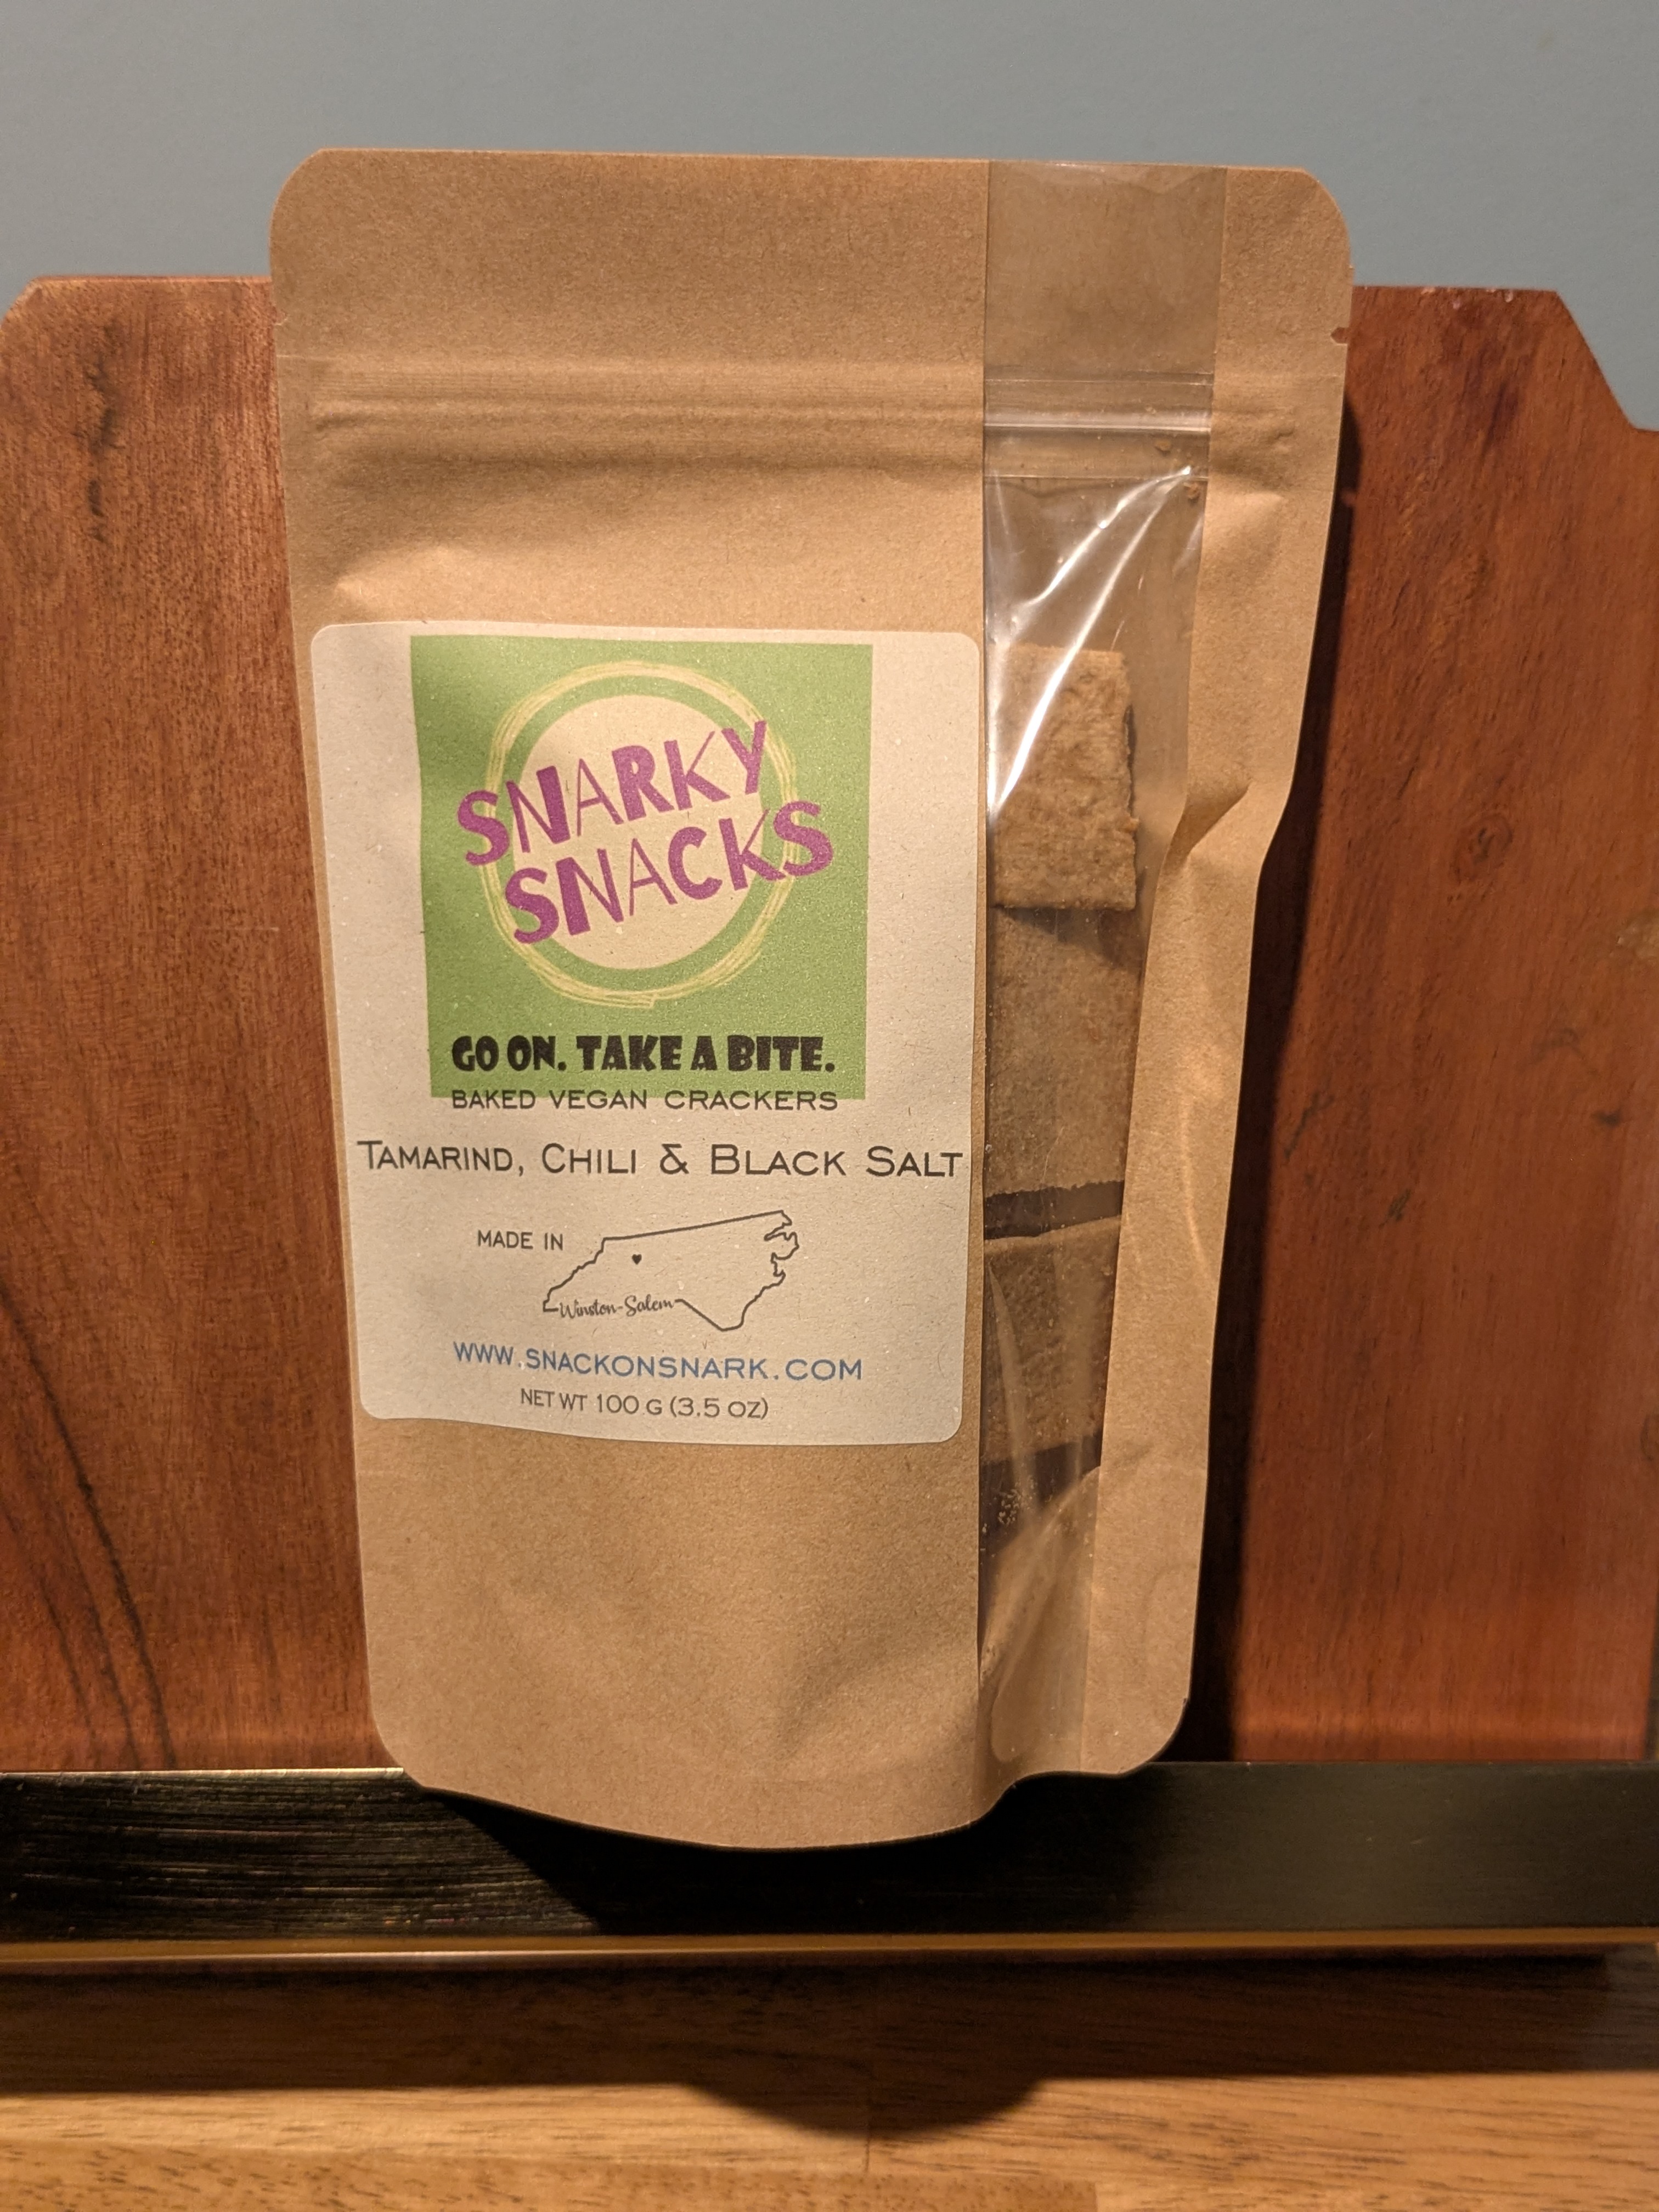 SNARKY
SNACKS
GO ON. TAKE A BITE.
BAKED VEGAN CRACKERS
TAMARIND, CHILI & BLACK SALT
MADE IN
Winston-Salem
WWW.SNACKONSNARK.COM
NET WT 100 G (3.5 OZ)